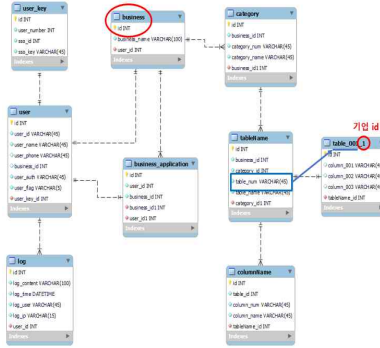 user_key
id INT
user_number INT
sso_id INT
sso_key VARCHAR(45)
Indexes
business
id INT
business_name VARCHAR(100)
user_id INT
Indexes
category
id INT
business_id INT
category_num VARCHAR(45)
category_name VARCHAR(45)
business_id1 INT
Indexes
user
id INT
user_id VARCHAR(45)
user_name VARCHAR(45)
user_phone VARCHAR(45)
business_id INT
user_auth VARCHAR(45)
user_flag VARCHAR(5)
user_key_id INT
Indexes
business_application
id INT
user_id INT
business_id INT
business_id1 INT
user_id1 INT
Indexes
tableName
id INT
business_id INT
category_id INT
table_num VARCHAR(45)
table_name VARCHAR(45)
category_id1 INT
Indexes
기업 id
table_001_1
id INT
column_001 VARCHAR(45)
column_002 VARCHAR(45)
column_003 VARCHAR(45)
tableName_id INT
Indexes
log
id INT
log_content VARCHAR(100)
log_time DATETIME
log_user VARCHAR(45)
log_ip VARCHAR(15)
user_id INT
Indexes
columnName
id INT
table_id INT
column_num VARCHAR(45)
column_name VARCHAR(45)
tableName_id INT
Indexes